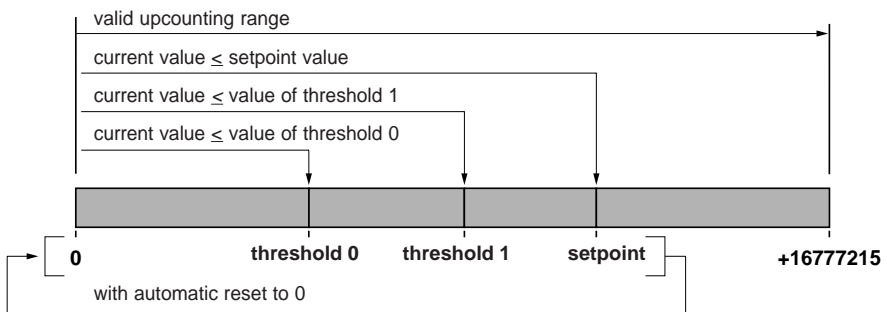 valid upcounting range
current value ≤ setpoint value
current value ≤ value of threshold 1
current value ≤ value of threshold 0
0 threshold 0 threshold 1 setpoint +16777215
with automatic reset to 0